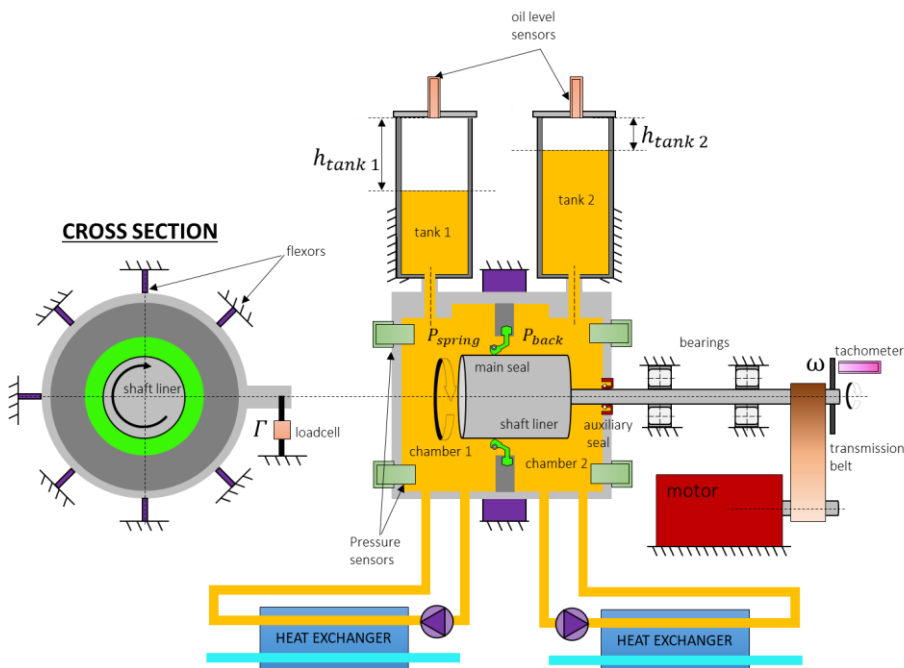 oil level
sensors
h_tank 1
h_tank 2
tank 1
tank 2
CROSS SECTION
flexors
P_spring
P_back
main seal
bearings
ω
tachometer
shaft liner
shaft liner
Γ
loadcell
auxiliary
seal
chamber 1
chamber 2
transmission
belt
motor
Pressure
sensors
HEAT EXCHANGER
HEAT EXCHANGER